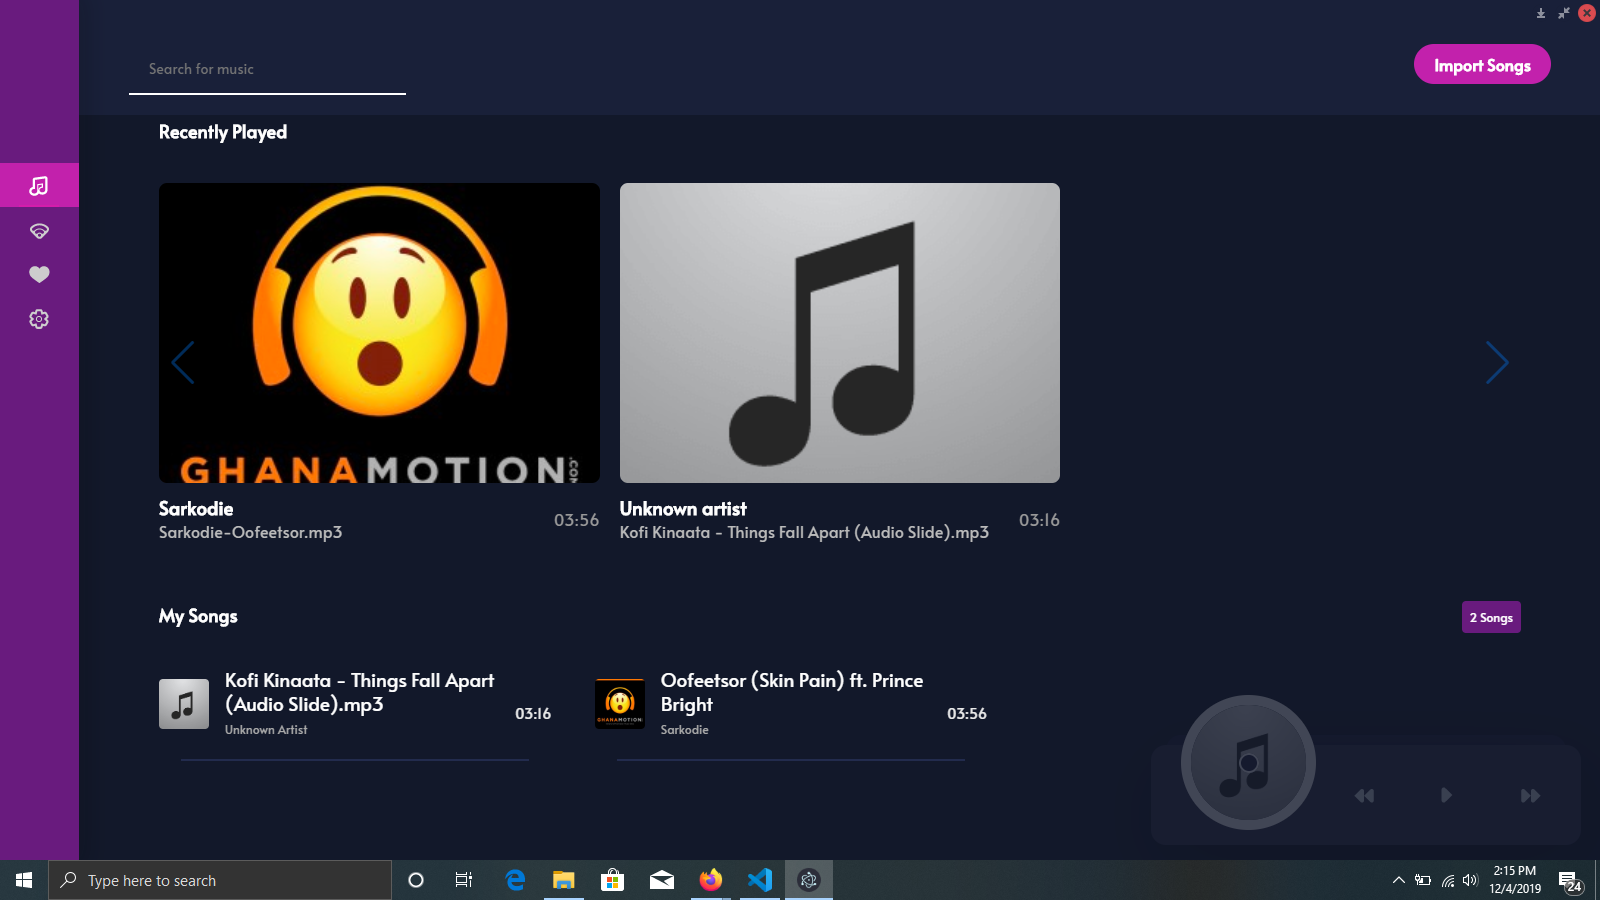 Search for music
Import Songs
Recently Played
GHANAMOTION.COM
Sarkodie
Sarkodie-Oofeetsor.mp3
03:56
Unknown artist
Kofi Kinaata - Things Fall Apart (Audio Slide).mp3
03:16
My Songs
2 Songs
Kofi Kinaata - Things Fall Apart
(Audio Slide).mp3
Unknown Artist
03:16
GHANAMOTION
Oofeetsor (Skin Pain) ft. Prince
Bright
Sarkodie
03:56
Type here to search
2:15 PM
12/4/2019
24